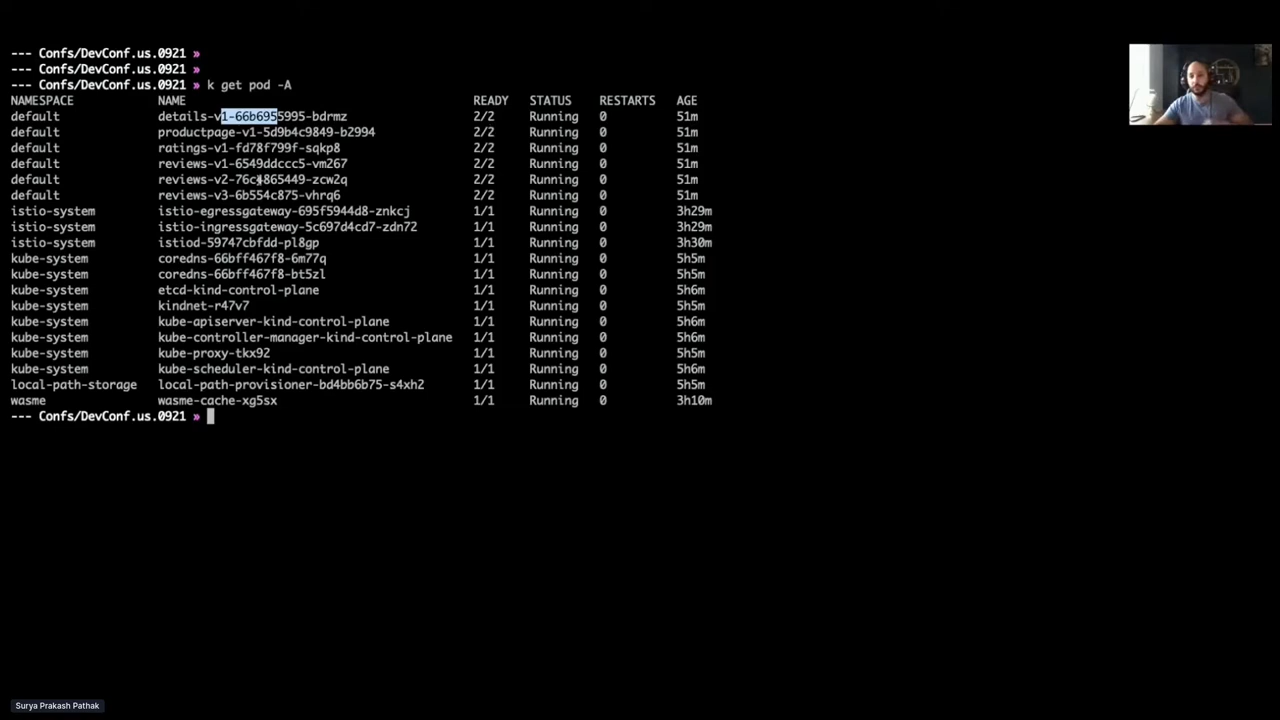 --- Confs/DevConf.us.0921 »
--- Confs/DevConf.us.0921 »
--- Confs/DevConf.us.0921 » k get pod -A
NAMESPACE NAME READY STATUS RESTARTS AGE
default details-v1-66b6955995-bdrmz 2/2 Running 0 51m
default productpage-v1-5d9b4c9849-b2994 2/2 Running 0 51m
default ratings-v1-fd78f799f-sqkp8 2/2 Running 0 51m
default reviews-v1-6549ddccc5-vm267 2/2 Running 0 51m
default reviews-v2-76c4865449-zcw2q 2/2 Running 0 51m
default reviews-v3-6b554c875-vhrq6 2/2 Running 0 51m
istio-system istio-egressgateway-695f5944d8-znkcj 1/1 Running 0 3h29m
istio-system istio-ingressgateway-5c697d4cd7-zdn72 1/1 Running 0 3h29m
istio-system istiod-59747cbfdd-pl8gp 1/1 Running 0 3h30m
kube-system coredns-66bff467f8-6m77q 1/1 Running 0 5h5m
kube-system coredns-66bff467f8-bt5zl 1/1 Running 0 5h5m
kube-system etcd-kind-control-plane 1/1 Running 0 5h6m
kube-system kindnet-r47v7 1/1 Running 0 5h5m
kube-system kube-apiserver-kind-control-plane 1/1 Running 0 5h6m
kube-system kube-controller-manager-kind-control-plane 1/1 Running 0 5h6m
kube-system kube-proxy-tkx92 1/1 Running 0 5h5m
kube-system kube-scheduler-kind-control-plane 1/1 Running 0 5h6m
local-path-storage local-path-provisioner-bd4bb6b75-s4xh2 1/1 Running 0 5h5m
wasme wasme-cache-xg5sx 1/1 Running 0 3h10m
--- Confs/DevConf.us.0921 »
Surya Prakash Pathak